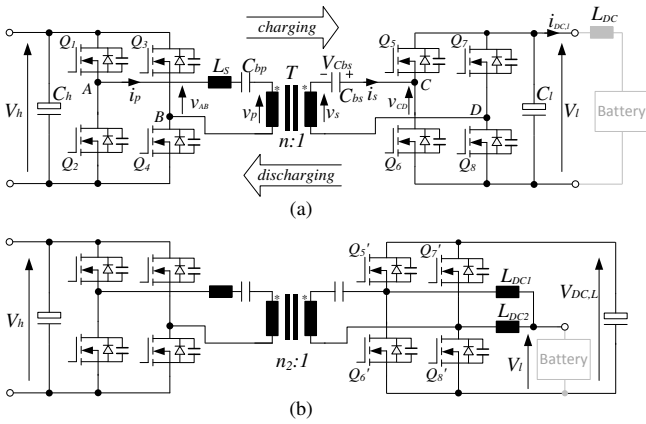 charging
Q1 Q3 Q5 Q7 iDC,l LDC
LS Cbp T VCbs
A ip Cbs is C
Vh Ch B vAB vp vs vCD D Cl Vl Battery
Q2 Q4 n:1 Q6 Q8
discharging
(a)
Q5' Q7'
LDC1
Vh LDC2 VDC,L
n2:1 Q6' Q8' Vl Battery
(b)